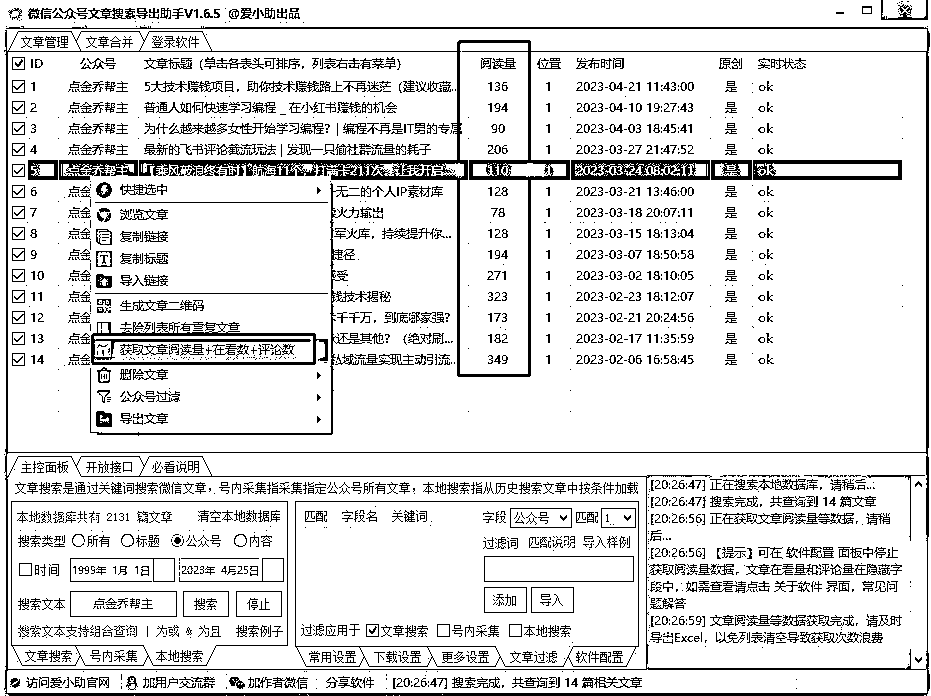 微信公众号文章搜索导出助手V1.6.5 @爱小助出品
文章管理 文章合并 登录软件
ID 公众号 文章标题（单击各表头可排序，列表右击有菜单） 阅读量 位置 发布时间 原创 实时状态
1 点金乔帮主 5大技术赚钱项目，助你技术赚钱路上不再迷茫（建议收藏... 136 1 2023-04-21 11:43:00 是 ok
2 点金乔帮主 普通人如何快速学习编程 _ 在小红书赚钱的机会 194 1 2023-04-10 19:27:43 是 ok
3 点金乔帮主 为什么越来越多女性开始学习编程? | 编程不再是IT男的专属 90 1 2023-04-03 18:45:41 是 ok
4 点金乔帮主 最新的飞书评论截流玩法 | 发现一只偷社群流量的耗子 206 1 2023-03-27 21:47:52 是 ok
5 点金乔帮主 110 1 2023-03-24 08:02:11 是 ok
6 点金 无二的个人IP素材库 128 1 2023-03-21 13:46:00 是 ok
7 点金 火力输出 78 1 2023-03-18 20:07:11 是 ok
8 点金 军火库，持续提升你... 128 1 2023-03-15 18:13:04 是 ok
9 点金 捷径 194 1 2023-03-07 18:50:58 是 ok
10 点金 受 271 1 2023-03-02 18:10:05 是 ok
11 点金 钱技术揭秘 323 1 2023-02-23 18:12:07 是 ok
12 点金 千千万，到底哪家强? 173 1 2023-02-21 20:24:56 是 ok
13 点金 还是其他?（绝对刷... 182 1 2023-02-17 11:35:59 是 ok
14 点金 私域流量实现主动引流... 349 1 2023-02-06 16:58:45 是 ok
快捷选中
浏览文章
复制链接
复制标题
导入链接
生成文章二维码
去除列表所有重复文章
获取文章阅读量+在看数+评论数
删除文章
公众号过滤
导出文章
主控面板 开放接口 必看说明
文章搜索是通过关键词搜索微信文章，号内采集指采集指定公众号所有文章；本地搜索指从历史搜索文章中按条件加载
本地数据库共有 2131 篇文章 清空本地数据库
搜索类型 所有 标题 公众号 内容
时间 1999年 1月 1日 2023年 4月25日
搜索文本 点金乔帮主 搜索 停止
搜索文本支持组合查询 | 为或 & 为且 搜索例子
文章搜索 号内采集 本地搜索
匹配 字段名 关键词 字段 公众号 匹配 1
过滤词 匹配说明 导入样例
添加 导入
过滤应用于 文章搜索 号内采集 本地搜索
常用设置 下载设置 更多设置 文章过滤 软件配置
[20:26:47] 正在搜索本地数据库，请稍后...
[20:26:47] 搜索完成，共查询到 14 篇文章
[20:26:56] 正在获取文章阅读量等数据，请稍
后...
[20:26:56] 【提示】可在 软件配置 面板中停止
获取阅读量数据，文章在看量和评论量在隐藏字
段中，如需查看请点击 关于软件 界面，常见问
题解答
[20:26:59] 文章阅读量等数据获取完成，请及时
导出Excel，以免列表清空导致获取次数浪费
访问爱小助官网 加用户交流群 加作者微信 分享软件 [20:26:47] 搜索完成，共查询到 14 篇相关文章